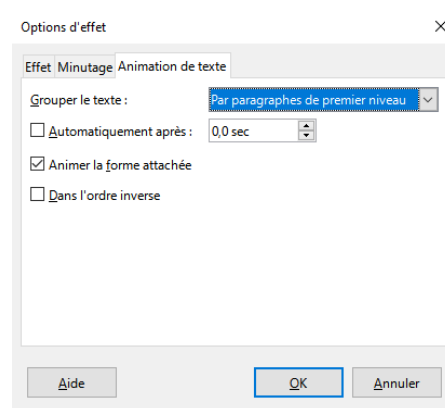 Options d'effet
Effet Minutage Animation de texte
Grouper le texte : Par paragraphes de premier niveau
Automatiquement après : 0,0 sec
Animer la forme attachée
Dans l'ordre inverse
Aide OK Annuler